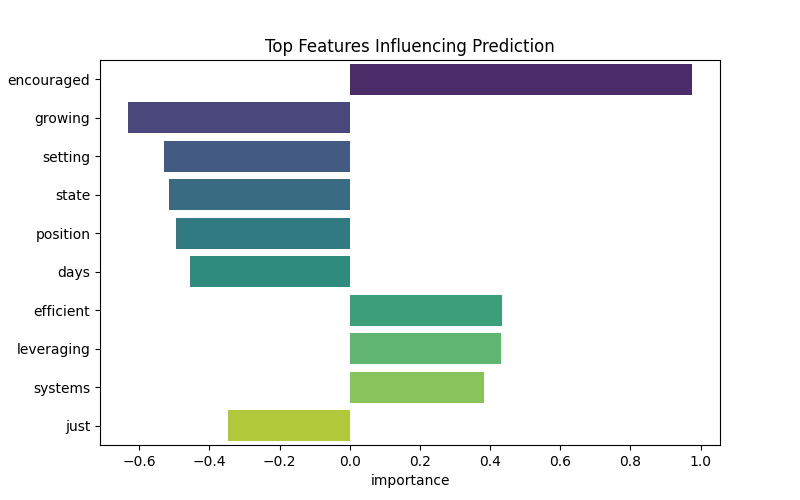 Top Features Influencing Prediction
encouraged
growing
setting
state
position
days
efficient
leveraging
systems
just
−0.6 −0.4 −0.2 0.0 0.2 0.4 0.6 0.8 1.0
importance